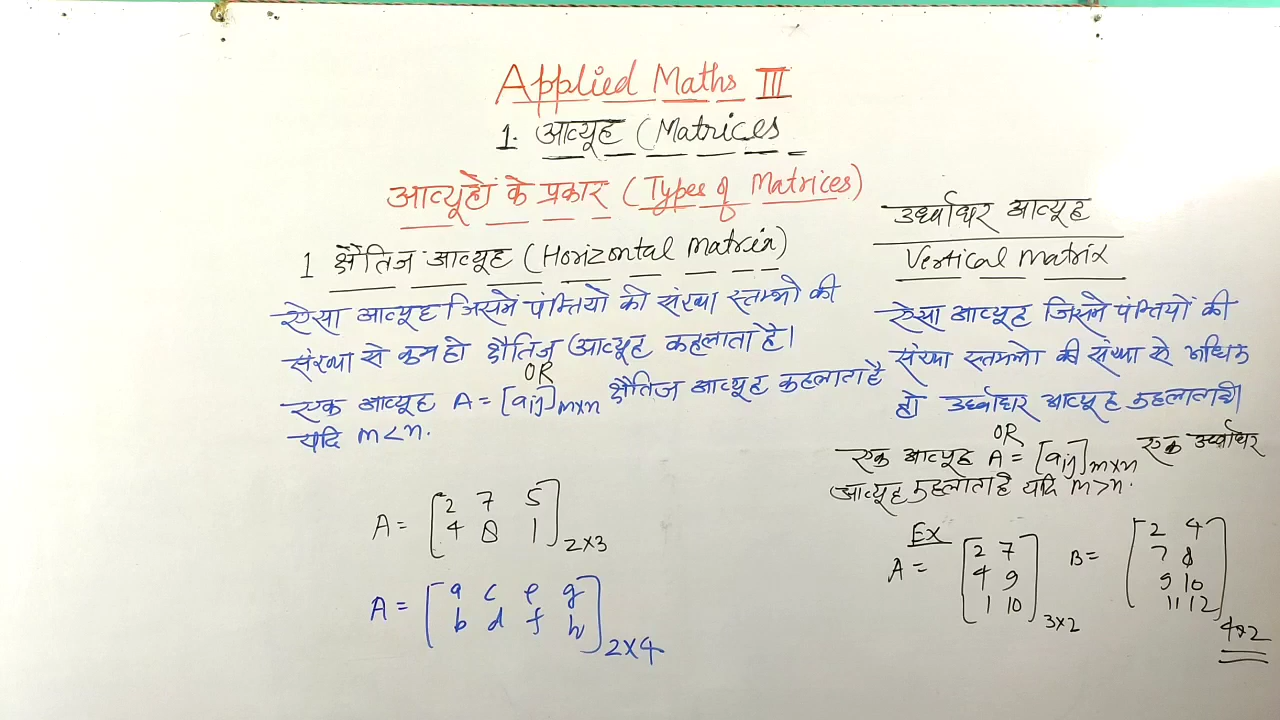 Applied Maths III
1. आव्यूह (Matrices
आव्यूहों के प्रकार (Types of Matrices)
1 क्षैतिज आव्यूह (Horizontal Matrix)
ऐसा आव्यूह जिसमे पंक्तियो की संख्या स्तम्भो की
संख्या से कम हो क्षैतिज आव्यूह कहलाता है।
OR
एक आव्यूह A = [aij]m×n क्षैतिज आव्यूह कहलाता है
यदि m<n.
A = [2 7 5
4 8 1]2×3
A = [a c e g
b d f h]2×4
उर्ध्वाधर आव्यूह
Vertical matrix
ऐसा आव्यूह जिसमे पंक्तियों की
संख्या स्तम्भो की संख्या से अधिक
हो उर्ध्वाधर आव्यूह कहलाता है।
OR
एक आव्यूह A = [aij]m×n एक उर्ध्वाधर
आव्यूह कहलाता है यदि m>n.
Ex
A = [2 7
4 9
1 10]3×2
B = [2 4
7 8
9 10
11 12]4×2